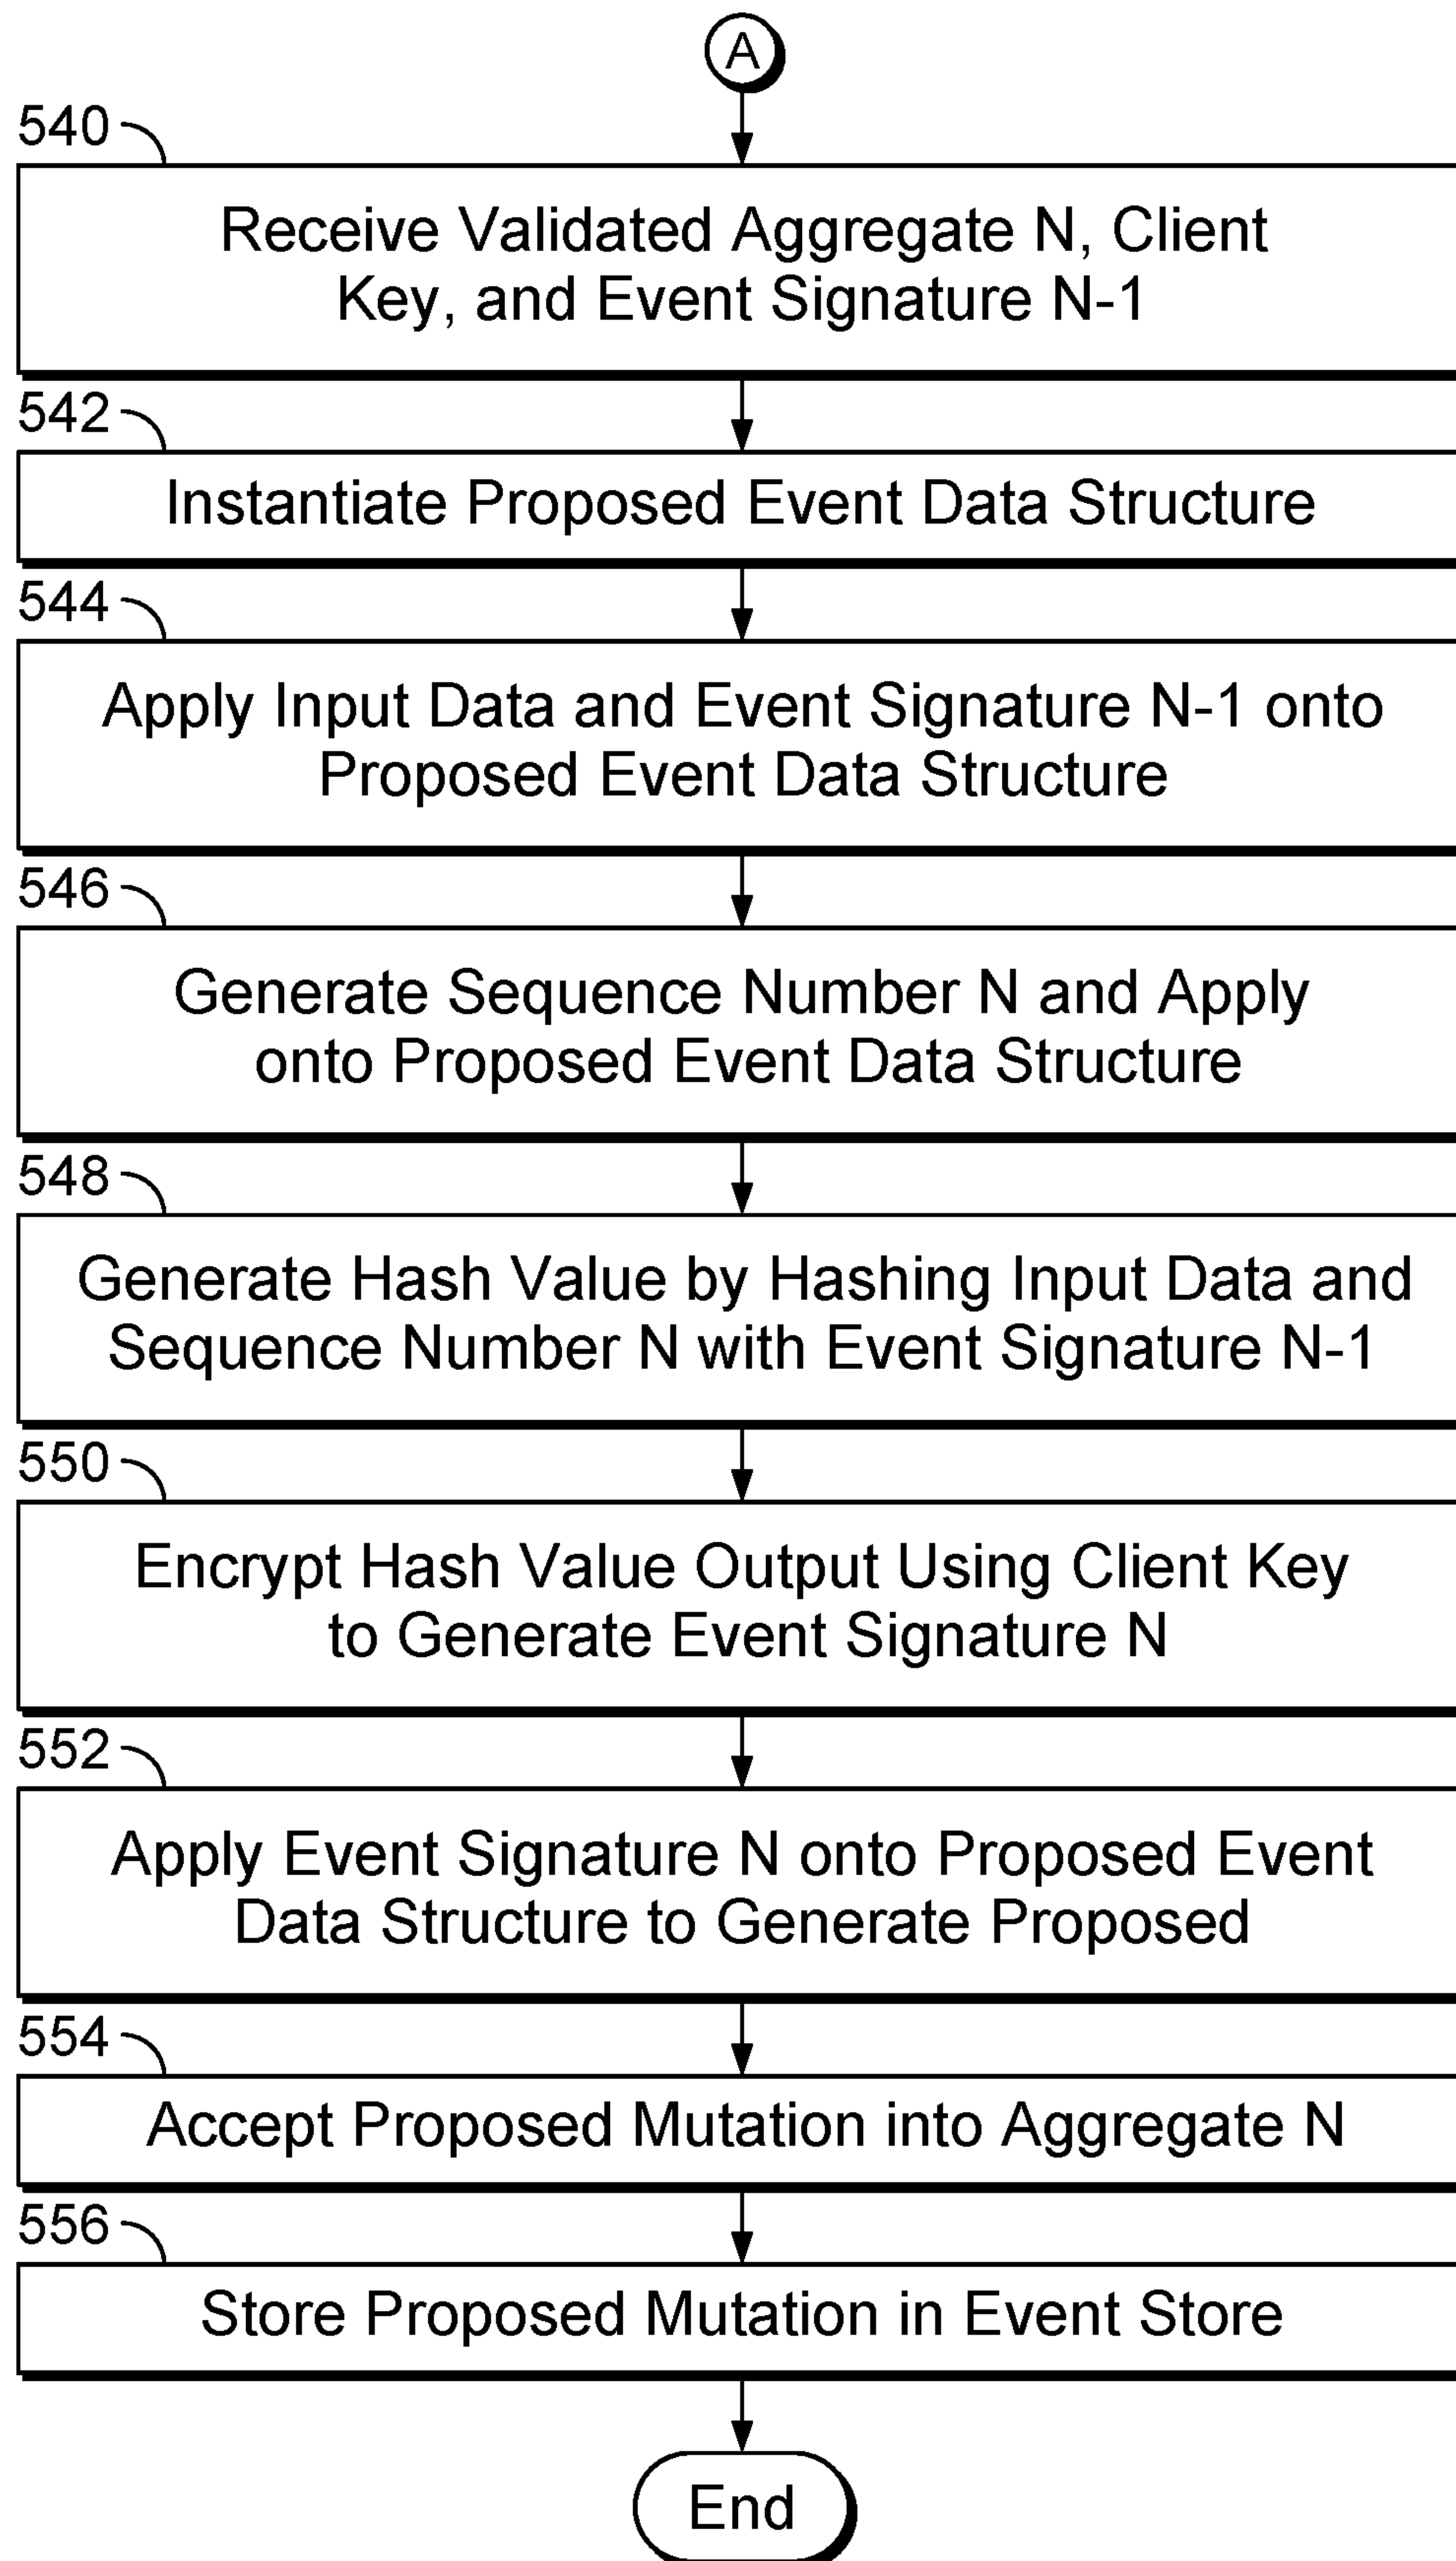 A
540
Receive Validated Aggregate N, Client
Key, and Event Signature N-1
542
Instantiate Proposed Event Data Structure
544
Apply Input Data and Event Signature N-1 onto
Proposed Event Data Structure
546
Generate Sequence Number N and Apply
onto Proposed Event Data Structure
548
Generate Hash Value by Hashing Input Data and
Sequence Number N with Event Signature N-1
550
Encrypt Hash Value Output Using Client Key
to Generate Event Signature N
552
Apply Event Signature N onto Proposed Event
Data Structure to Generate Proposed
554
Accept Proposed Mutation into Aggregate N
556
Store Proposed Mutation in Event Store
End